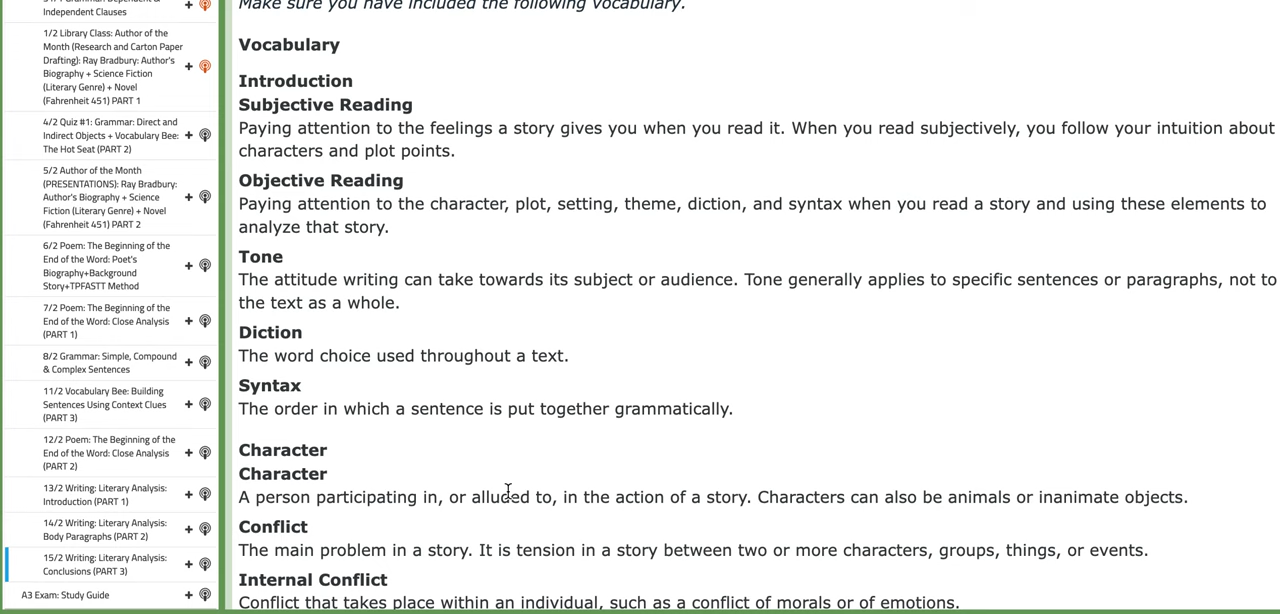 Independent Clauses
1/2 Library Class: Author of the
Month (Research and Carton Paper
Drafting): Ray Bradbury: Author's
Biography + Science Fiction
(Literary Genre) + Novel
(Fahrenheit 451) PART 1
4/2 Quiz #1: Grammar: Direct and
Indirect Objects + Vocabulary Bee:
The Hot Seat (PART 2)
5/2 Author of the Month
(PRESENTATIONS): Ray Bradbury:
Author's Biography + Science
Fiction (Literary Genre) + Novel
(Fahrenheit 451) PART 2
6/2 Poem: The Beginning of the
End of the Word: Poet's
Biography+Background
Story+TPFASTT Method
7/2 Poem: The Beginning of the
End of the Word: Close Analysis
(PART 1)
8/2 Grammar: Simple, Compound
& Complex Sentences
11/2 Vocabulary Bee: Building
Sentences Using Context Clues
(PART 3)
12/2 Poem: The Beginning of the
End of the Word: Close Analysis
(PART 2)
13/2 Writing: Literary Analysis:
Introduction (PART 1)
14/2 Writing: Literary Analysis:
Body Paragraphs (PART 2)
15/2 Writing: Literary Analysis:
Conclusions (PART 3)
A3 Exam: Study Guide
Make sure you have included the following vocabulary.
Vocabulary
Introduction
Subjective Reading
Paying attention to the feelings a story gives you when you read it. When you read subjectively, you follow your intuition about
characters and plot points.
Objective Reading
Paying attention to the character, plot, setting, theme, diction, and syntax when you read a story and using these elements to
analyze that story.
Tone
The attitude writing can take towards its subject or audience. Tone generally applies to specific sentences or paragraphs, not to
the text as a whole.
Diction
The word choice used throughout a text.
Syntax
The order in which a sentence is put together grammatically.
Character
Character
A person participating in, or alluded to, in the action of a story. Characters can also be animals or inanimate objects.
Conflict
The main problem in a story. It is tension in a story between two or more characters, groups, things, or events.
Internal Conflict
Conflict that takes place within an individual, such as a conflict of morals or of emotions.